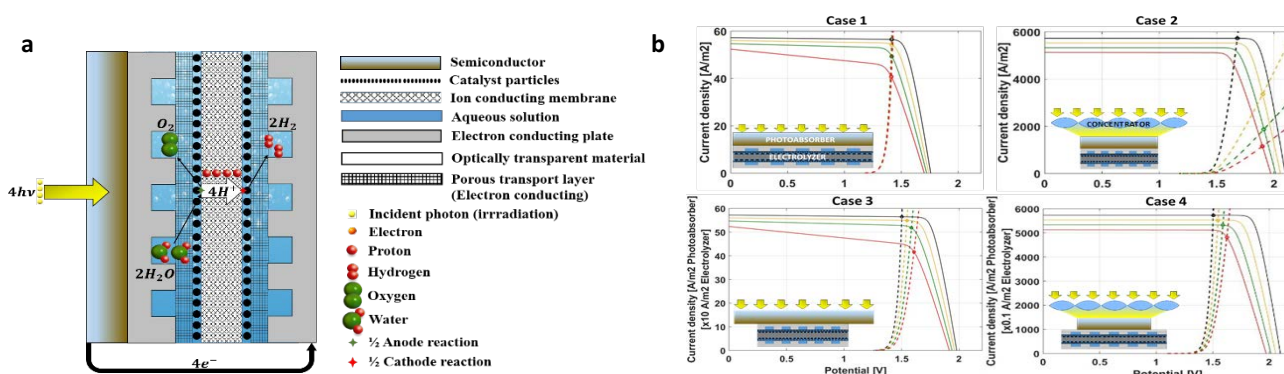 a
4hν
O₂
2H₂
4H⁺
2H₂O
4e⁻
Semiconductor
Catalyst particles
Ion conducting membrane
Aqueous solution
Electron conducting plate
Optically transparent material
Porous transport layer
(Electron conducting)
Incident photon (irrradiation)
Electron
Proton
Hydrogen
Oxygen
Water
½ Anode reaction
½ Cathode reaction
b
Case 1
Current density [A/m2]
60
40
20
0
0 0.5 1 1.5 2
PHOTOABSORBER
ELECTROLYZER
Case 2
Current density [A/m2]
6000
4000
2000
0
0 0.5 1 1.5 2
CONCENTRATOR
Case 3
Current density [A/m2 Photoabsorber]
[x10 A/m2 Electrolyzer]
60
50
40
30
20
10
0
0 0.5 1 1.5 2
Potential [V]
Case 4
Current density [A/m2 Photoabsorber]
[x0.1 A/m2 Electrolyzer]
6000
5000
4000
3000
2000
1000
0
0 0.5 1 1.5 2
Potential [V]